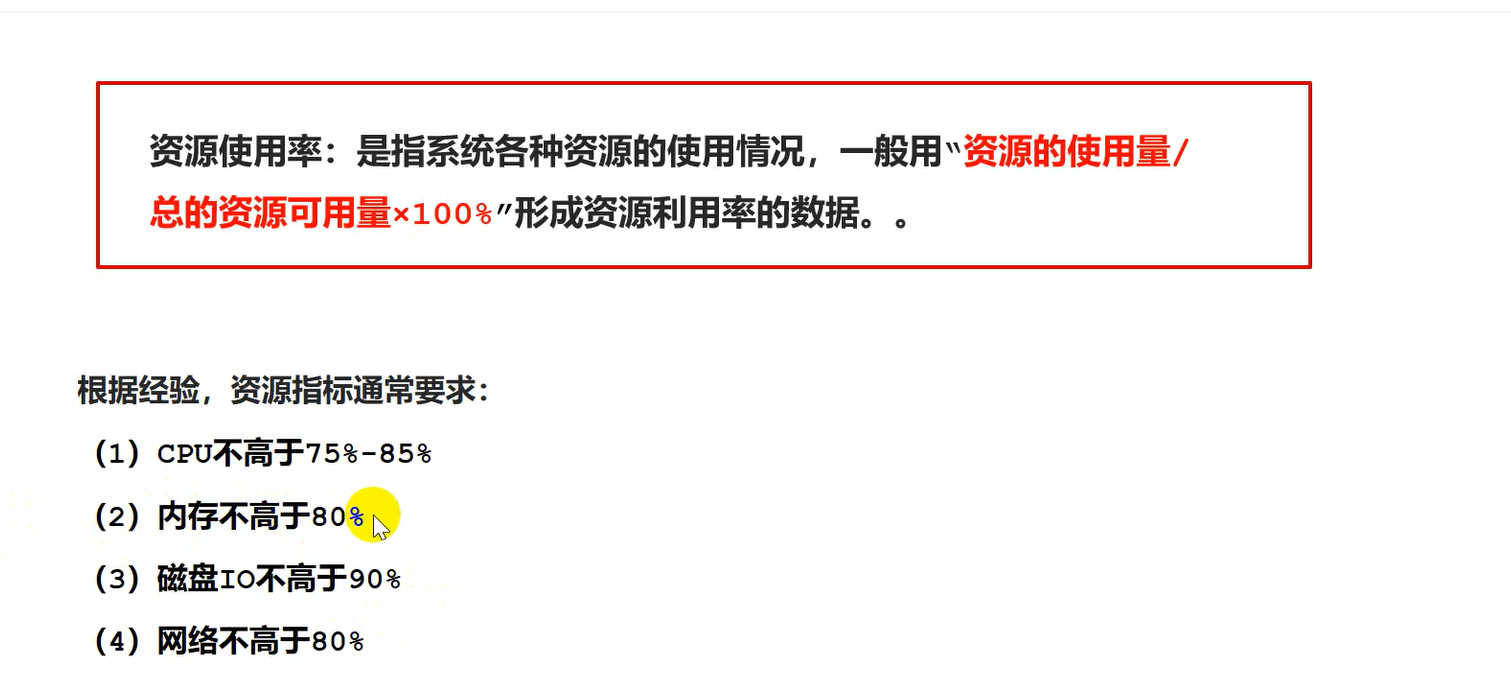 资源使用率：是指系统各种资源的使用情况，一般用“资源的使用量/
总的资源可用量×100%”形成资源利用率的数据。。
根据经验，资源指标通常要求：
（1）CPU不高于75%-85%
（2）内存不高于80%
（3）磁盘IO不高于90%
（4）网络不高于80%